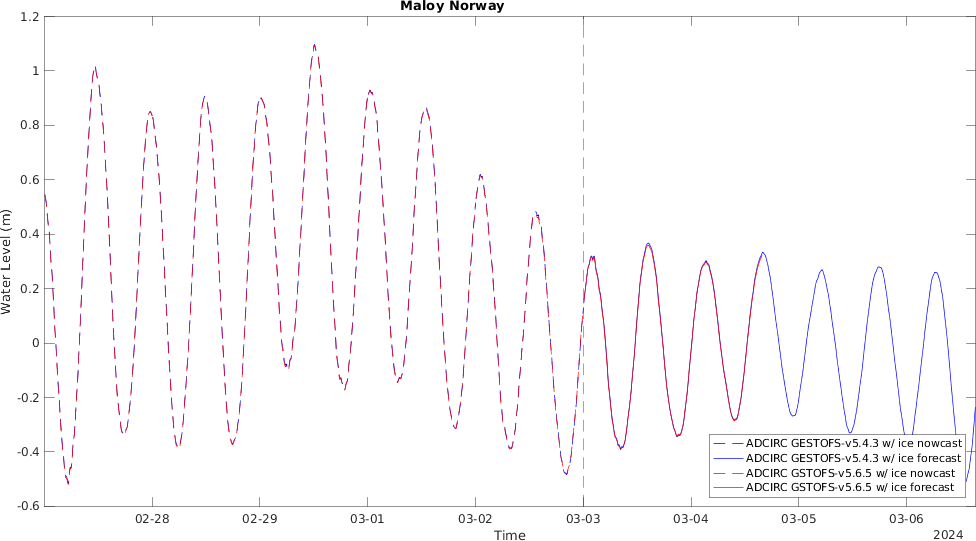 Maloy Norway
1.2
1
0.8
0.6
0.4
0.2
0
-0.2
-0.4
-0.6
Water Level (m)
ADCIRC GESTOFS-v5.4.3 w/ ice nowcast
ADCIRC GESTOFS-v5.4.3 w/ ice forecast
ADCIRC GSTOFS-v5.6.5 w/ ice nowcast
ADCIRC GSTOFS-v5.6.5 w/ ice forecast
02-28 02-29 03-01 03-02 03-03 03-04 03-05 03-06
Time
2024